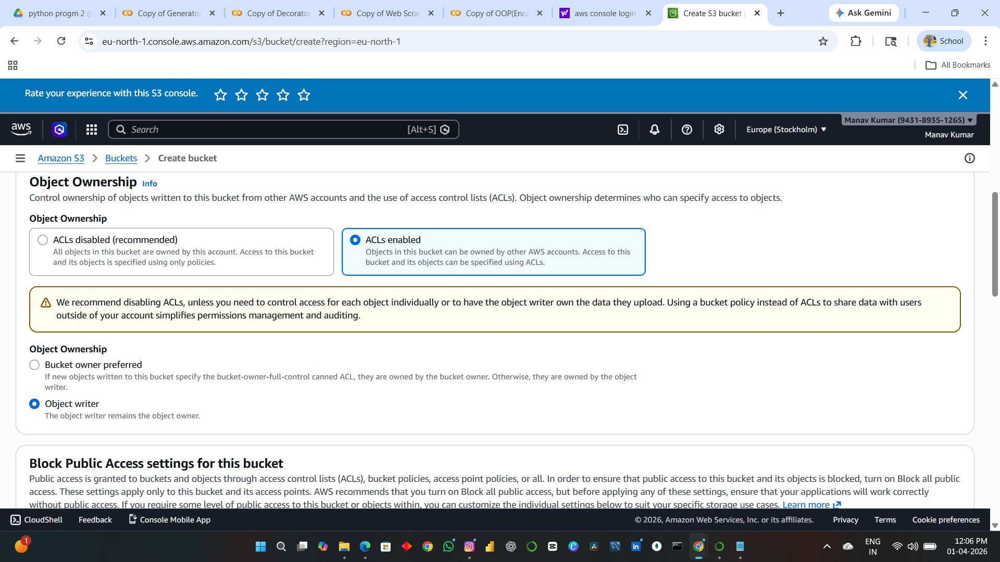 python progm 2 (s
Copy of Generator
Copy of Decorator
Copy of Web Scrap
Copy of OOP(Enca
aws console login
Create S3 bucket |
Ask Gemini
eu-north-1.console.aws.amazon.com/s3/bucket/create?region=eu-north-1
School
All Bookmarks
Rate your experience with this S3 console.
aws
Search
[Alt+S]
Europe (Stockholm)
Manav Kumar (9431-8935-1265)
Manav Kumar
Amazon S3
Buckets
Create bucket
Object Ownership Info
Control ownership of objects written to this bucket from other AWS accounts and the use of access control lists (ACLs). Object ownership determines who can specify access to objects.
Object Ownership
ACLs disabled (recommended)
All objects in this bucket are owned by this account. Access to this bucket
and its objects is specified using only policies.
ACLs enabled
Objects in this bucket can be owned by other AWS accounts. Access to this
bucket and its objects can be specified using ACLs.
We recommend disabling ACLs, unless you need to control access for each object individually or to have the object writer own the data they upload. Using a bucket policy instead of ACLs to share data with users
outside of your account simplifies permissions management and auditing.
Object Ownership
Bucket owner preferred
If new objects written to this bucket specify the bucket-owner-full-control canned ACL, they are owned by the bucket owner. Otherwise, they are owned by the object
writer.
Object writer
The object writer remains the object owner.
Block Public Access settings for this bucket
Public access is granted to buckets and objects through access control lists (ACLs), bucket policies, access point policies, or all. In order to ensure that public access to this bucket and its objects is blocked, turn on Block all public
access. These settings apply only to this bucket and its access points. AWS recommends that you turn on Block all public access, but before applying any of these settings, ensure that your applications will work correctly
without public access. If you require some level of public access to this bucket or objects within, you can customize the individual settings below to suit your specific storage use cases. Learn more
CloudShell
Feedback
Console Mobile App
© 2026, Amazon Web Services, Inc. or its affiliates.
Privacy
Terms
Cookie preferences
1
ENG
IN
12:06 PM
01-04-2026